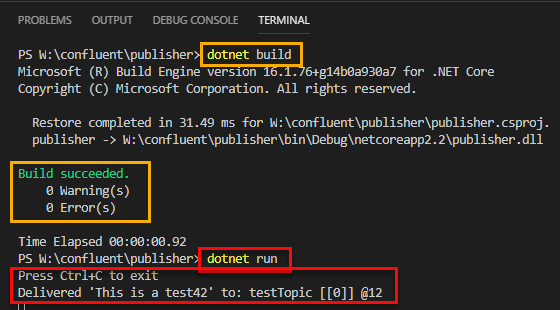 PROBLEMS OUTPUT DEBUG CONSOLE TERMINAL
PS W:\confluent\publisher> dotnet build
Microsoft (R) Build Engine version 16.1.76+g14b0a930a7 for .NET Core
Copyright (C) Microsoft Corporation. All rights reserved.
Restore completed in 31.49 ms for W:\confluent\publisher\publisher.csproj.
publisher -> W:\confluent\publisher\bin\Debug\netcoreapp2.2\publisher.dll
Build succeeded.
0 Warning(s)
0 Error(s)
Time Elapsed 00:00:00.92
PS W:\confluent\publisher> dotnet run
Press Ctrl+C to exit
Delivered 'This is a test42' to: testTopic [[0]] @12